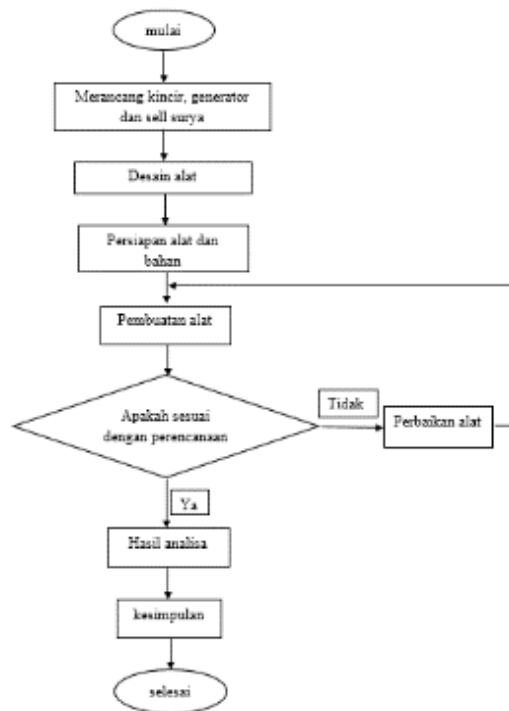 mulai
Merancang kincir, generator
dan sell surya
Desain alat
Persiapan alat dan
bahan
Pembuatan alat
Apakah sesuai
dengan perencanaan
Tidak
Perbaikan alat
Ya
Hasil analisa
kesimpulan
selesai